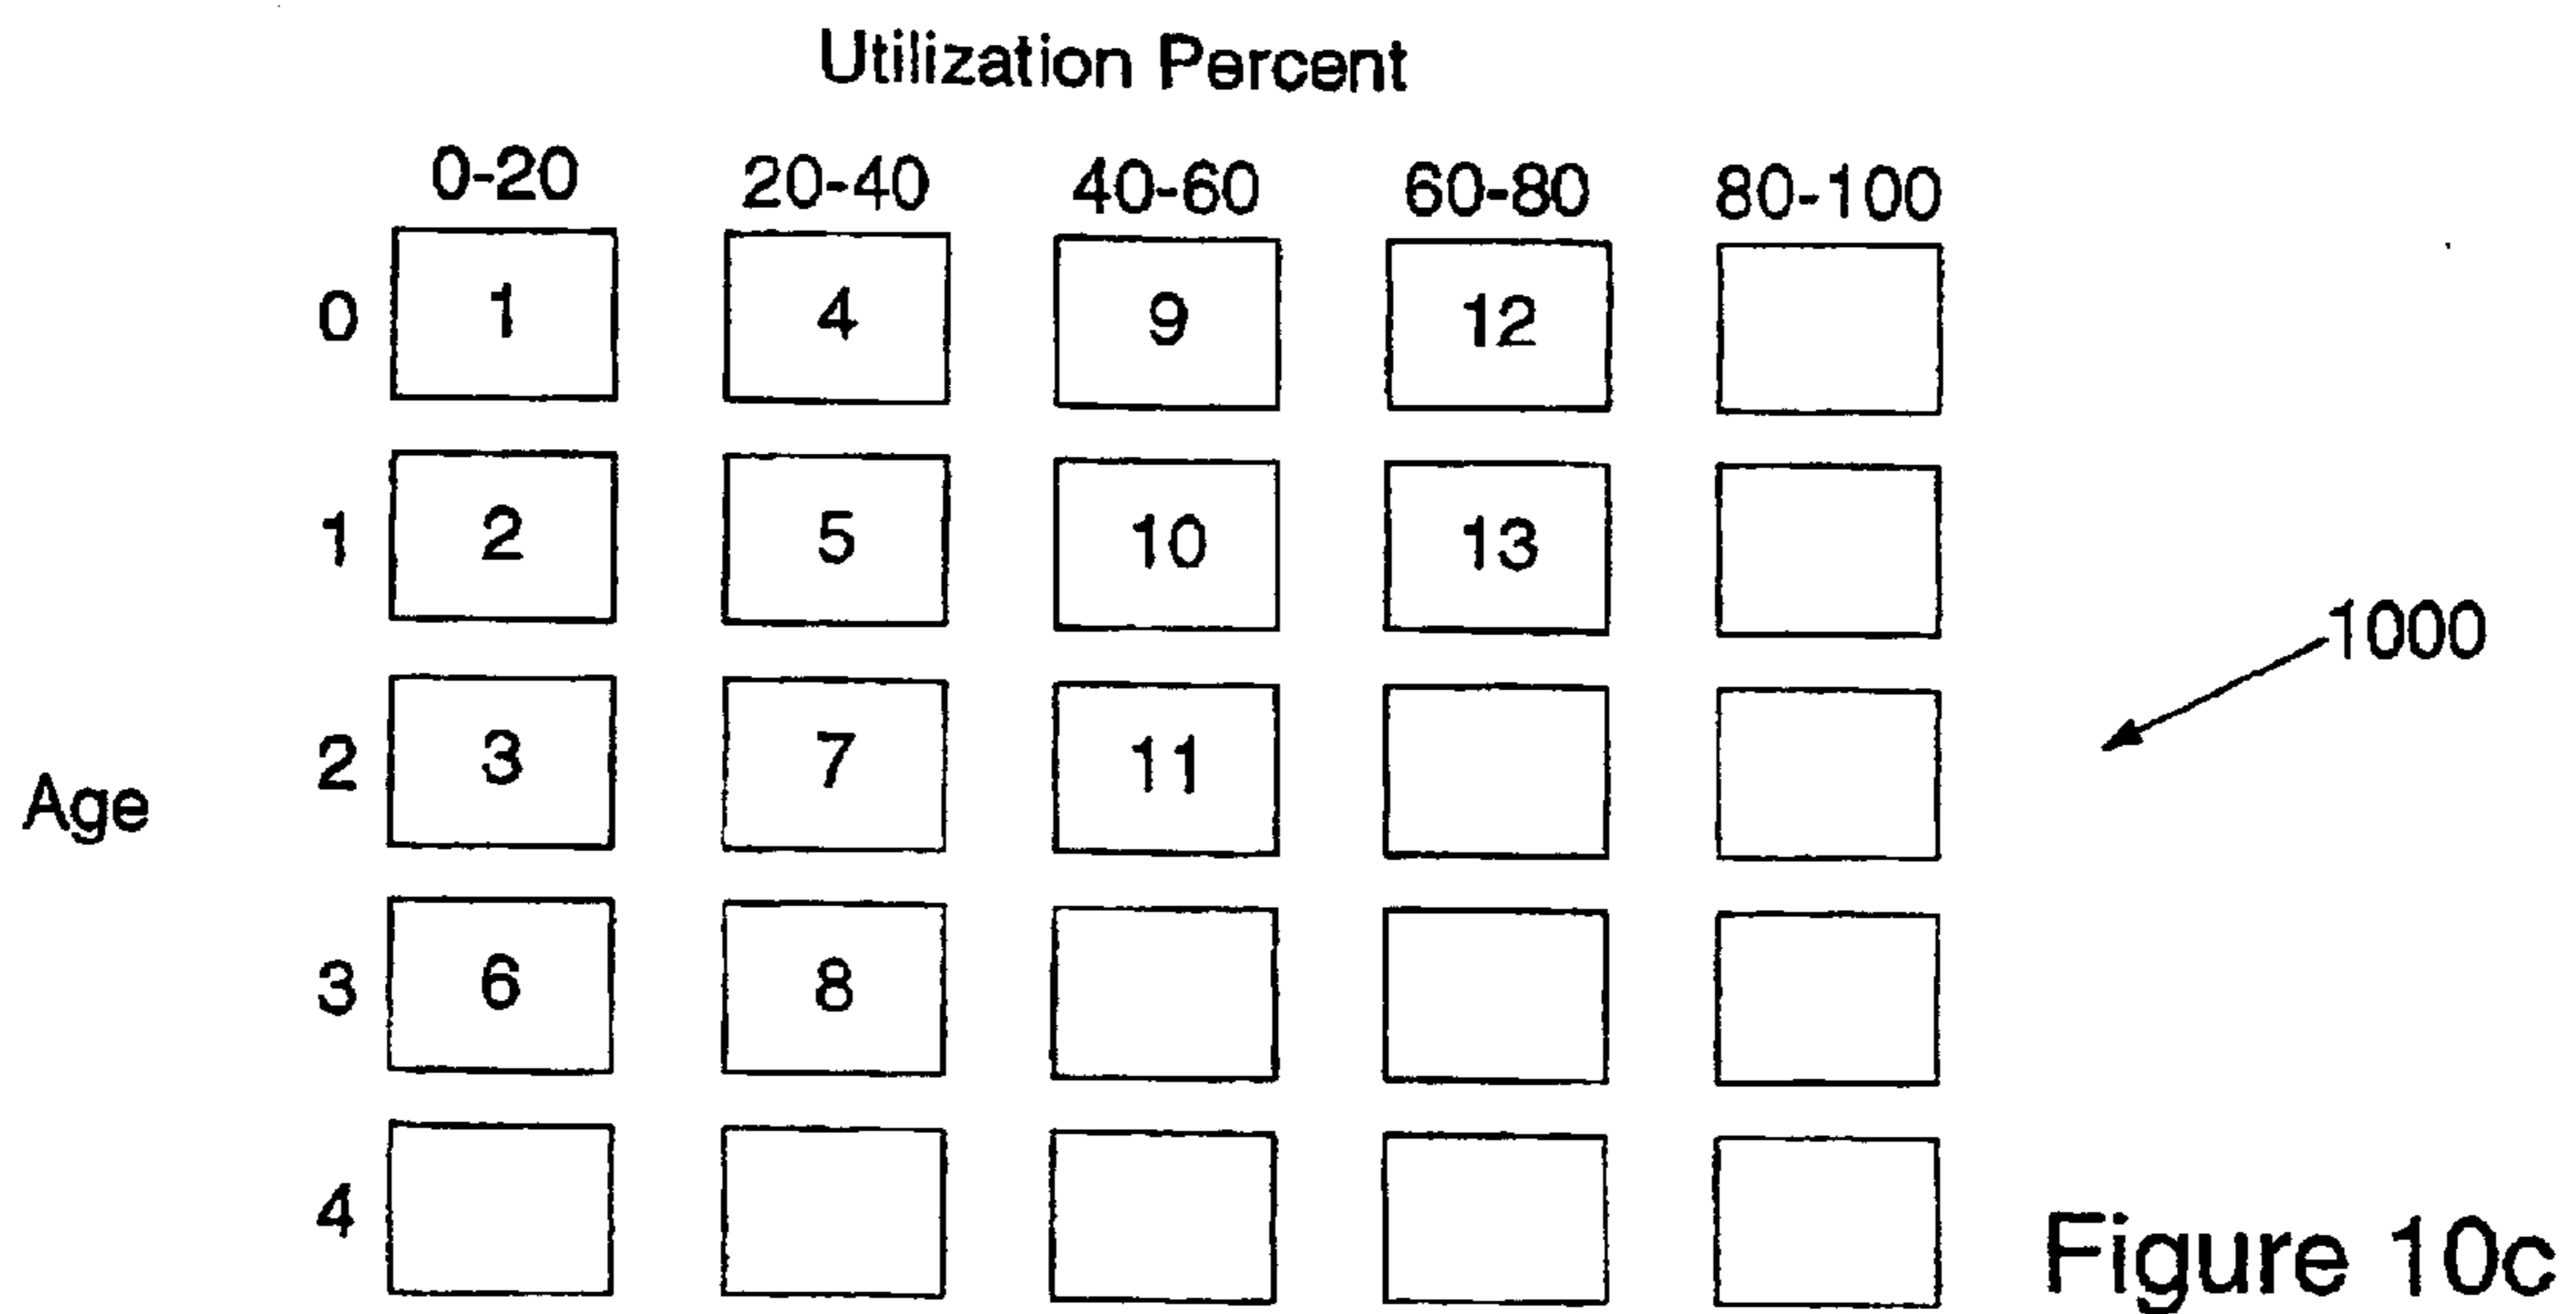 Utilization Percent
0-20 20-40 40-60 60-80 80-100
0 1 4 9 12
1 2 5 10 13
1000
2 3 7 11
Age
3 6 8
4
Figure 10c